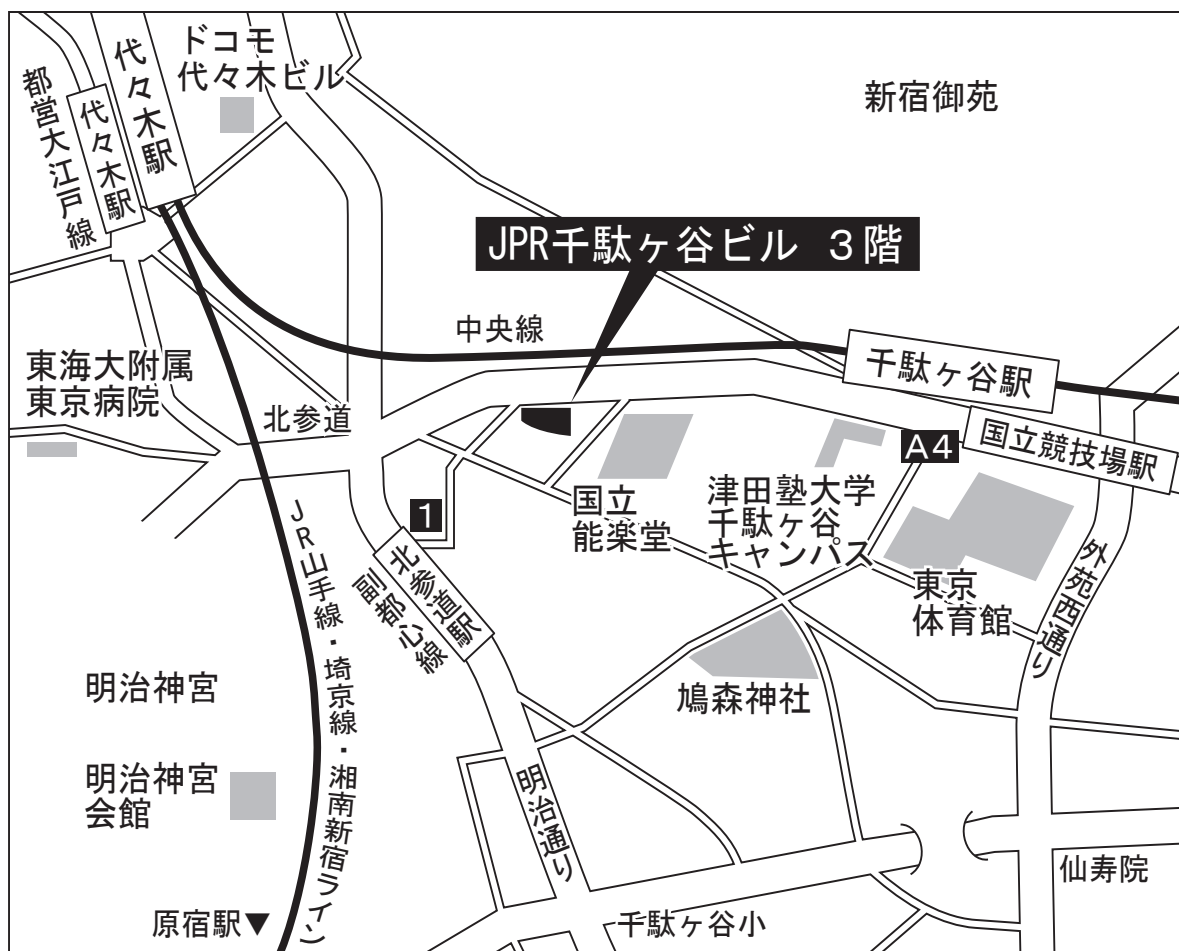 ドコモ
代々木ビル
代々木駅
代々木駅
都営大江戸線
新宿御苑
JPR千駄ヶ谷ビル 3階
中央線
千駄ヶ谷駅
東海大附属
東京病院
北参道
A4
国立競技場駅
1
国立
能楽堂
津田塾大学
千駄ヶ谷
キャンパス
北参道駅
副都心線
東京
体育館
外苑西通り
JR山手線・埼京線・湘南新宿ライン
明治神宮
鳩森神社
明治神宮
会館
明治通り
仙寿院
原宿駅▼
千駄ヶ谷小